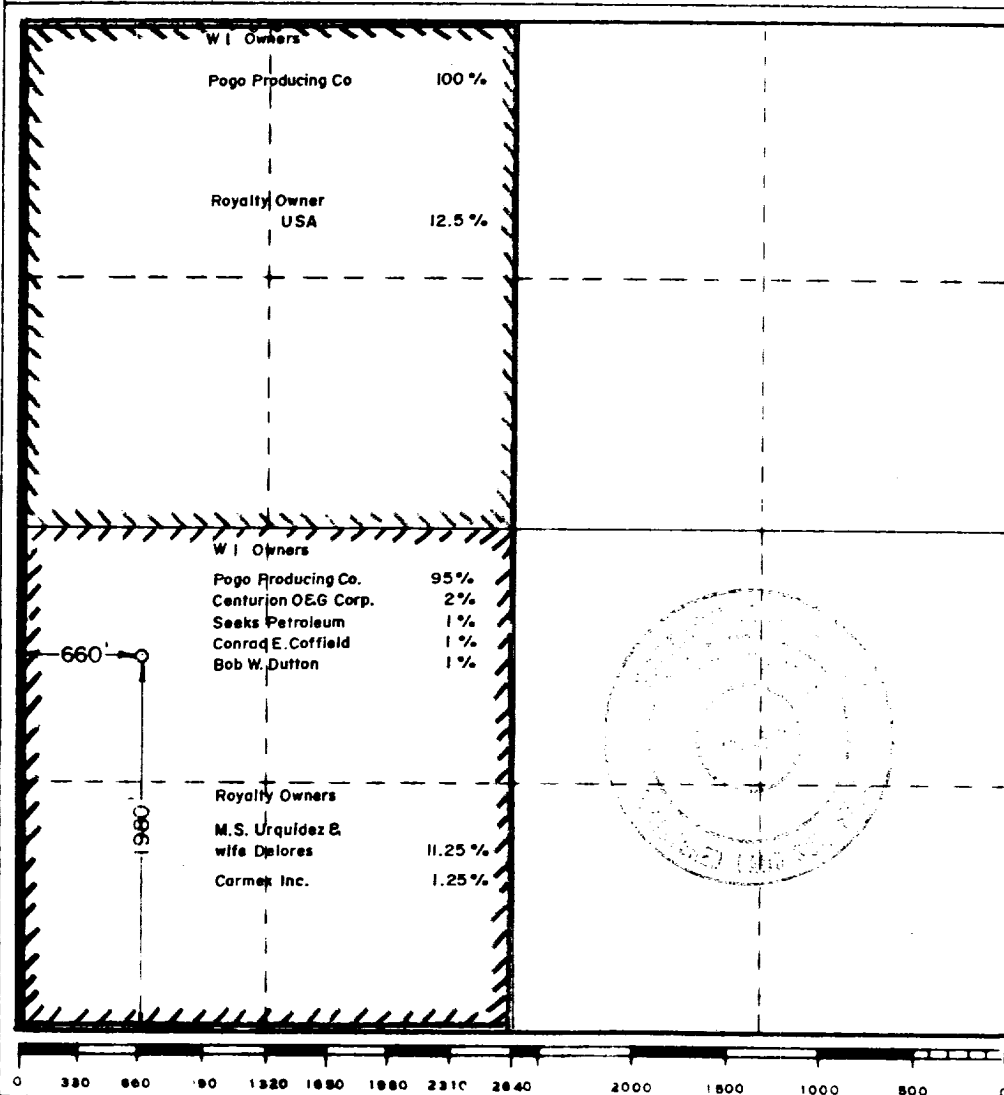 W I Owners
Pogo Producing Co 100 %
Royalty Owner
USA 12.5 %
W I Owners
Pogo Producing Co. 95 %
Centurion O&G Corp. 2 %
Seeks Petroleum 1 %
Conrad E. Coffield 1 %
Bob W. Dutton 1 %
660'
1980'
Royalty Owners
M.S. Urquidez &
wife Delores 11.25 %
Carmex Inc. 1.25 %
0 330 660 90 1320 1650 1980 2310 2640 2000 1500 1000 500 0